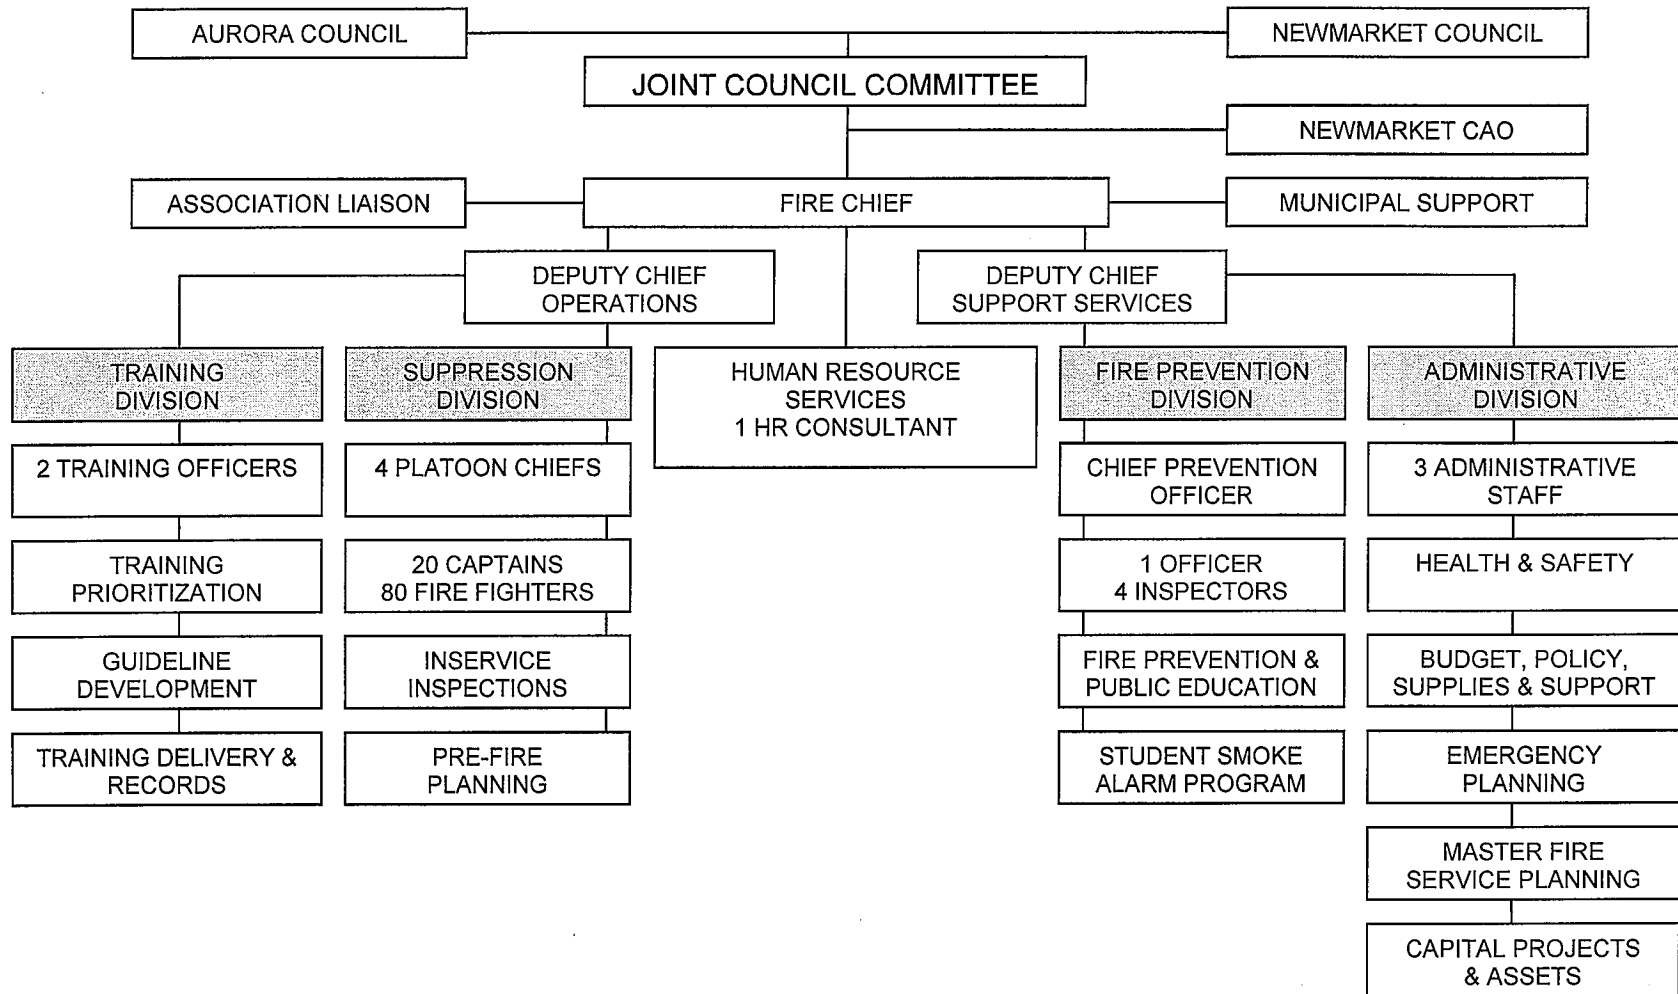 AURORA COUNCIL
NEWMARKET COUNCIL
JOINT COUNCIL COMMITTEE
NEWMARKET CAO
ASSOCIATION LIAISON
FIRE CHIEF
MUNICIPAL SUPPORT
DEPUTY CHIEF
OPERATIONS
DEPUTY CHIEF
SUPPORT SERVICES
TRAINING
DIVISION
2 TRAINING OFFICERS
TRAINING
PRIORITIZATION
GUIDELINE
DEVELOPMENT
TRAINING DELIVERY &
RECORDS
SUPPRESSION
DIVISION
4 PLATOON CHIEFS
20 CAPTAINS
80 FIRE FIGHTERS
INSERVICE
INSPECTIONS
PRE-FIRE
PLANNING
HUMAN RESOURCE
SERVICES
1 HR CONSULTANT
FIRE PREVENTION
DIVISION
CHIEF PREVENTION
OFFICER
1 OFFICER
4 INSPECTORS
FIRE PREVENTION &
PUBLIC EDUCATION
STUDENT SMOKE
ALARM PROGRAM
ADMINISTRATIVE
DIVISION
3 ADMINISTRATIVE
STAFF
HEALTH & SAFETY
BUDGET, POLICY,
SUPPLIES & SUPPORT
EMERGENCY
PLANNING
MASTER FIRE
SERVICE PLANNING
CAPITAL PROJECTS
& ASSETS